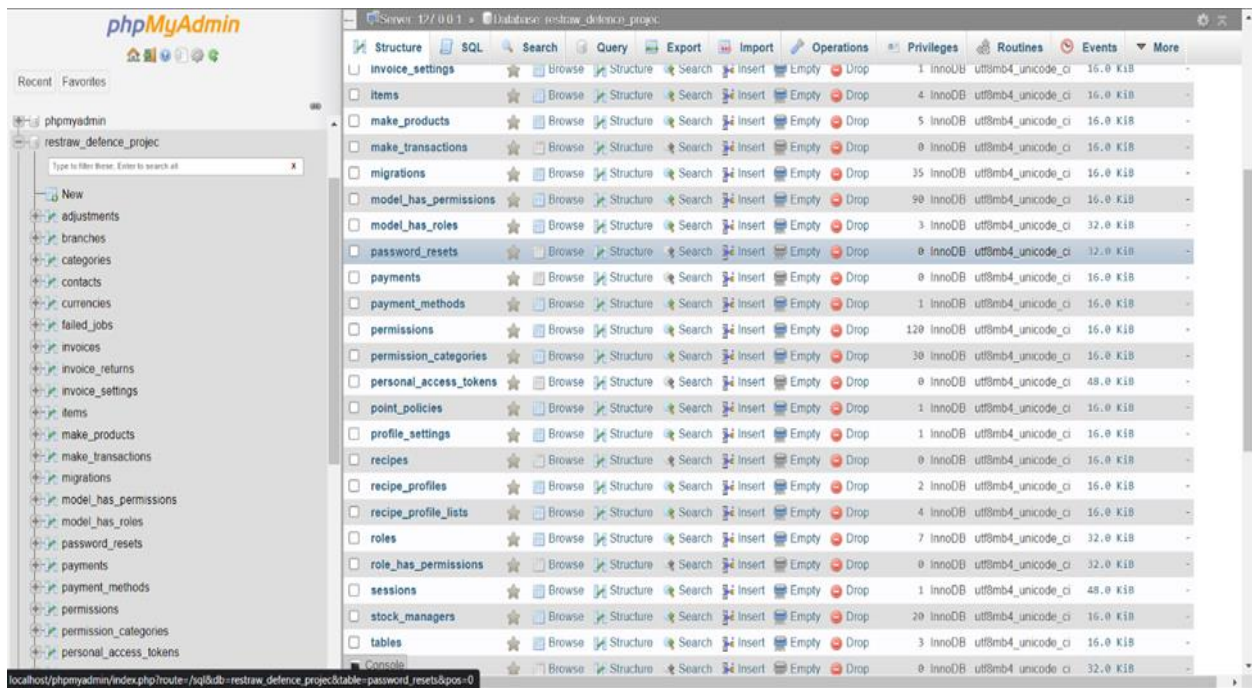 phpMyAdmin
Recent Favorites
phpmyadmin
restraw_defence_projec
Type to filter these, Enter to search all X
New
adjustments
branches
categories
contacts
currencies
failed_jobs
invoices
invoice_returns
invoice_settings
items
make_products
make_transactions
migrations
model_has_permissions
model_has_roles
password_resets
payments
payment_methods
permissions
permission_categories
personal_access_tokens
Server: 127.0.0.1 » Database: restraw_defence_projec
Structure SQL Search Query Export Import Operations Privileges Routines Events More
invoice_settings Browse Structure Search Insert Empty Drop 1 InnoDB utf8mb4_unicode_ci 16.0 KiB -
items Browse Structure Search Insert Empty Drop 4 InnoDB utf8mb4_unicode_ci 16.0 KiB -
make_products Browse Structure Search Insert Empty Drop 5 InnoDB utf8mb4_unicode_ci 16.0 KiB -
make_transactions Browse Structure Search Insert Empty Drop 0 InnoDB utf8mb4_unicode_ci 16.0 KiB -
migrations Browse Structure Search Insert Empty Drop 35 InnoDB utf8mb4_unicode_ci 16.0 KiB -
model_has_permissions Browse Structure Search Insert Empty Drop 90 InnoDB utf8mb4_unicode_ci 16.0 KiB -
model_has_roles Browse Structure Search Insert Empty Drop 3 InnoDB utf8mb4_unicode_ci 32.0 KiB -
password_resets Browse Structure Search Insert Empty Drop 0 InnoDB utf8mb4_unicode_ci 32.0 KiB -
payments Browse Structure Search Insert Empty Drop 0 InnoDB utf8mb4_unicode_ci 16.0 KiB -
payment_methods Browse Structure Search Insert Empty Drop 1 InnoDB utf8mb4_unicode_ci 16.0 KiB -
permissions Browse Structure Search Insert Empty Drop 120 InnoDB utf8mb4_unicode_ci 16.0 KiB -
permission_categories Browse Structure Search Insert Empty Drop 30 InnoDB utf8mb4_unicode_ci 16.0 KiB -
personal_access_tokens Browse Structure Search Insert Empty Drop 0 InnoDB utf8mb4_unicode_ci 48.0 KiB -
point_policies Browse Structure Search Insert Empty Drop 1 InnoDB utf8mb4_unicode_ci 16.0 KiB -
profile_settings Browse Structure Search Insert Empty Drop 1 InnoDB utf8mb4_unicode_ci 16.0 KiB -
recipes Browse Structure Search Insert Empty Drop 0 InnoDB utf8mb4_unicode_ci 16.0 KiB -
recipe_profiles Browse Structure Search Insert Empty Drop 2 InnoDB utf8mb4_unicode_ci 16.0 KiB -
recipe_profile_lists Browse Structure Search Insert Empty Drop 4 InnoDB utf8mb4_unicode_ci 16.0 KiB -
roles Browse Structure Search Insert Empty Drop 7 InnoDB utf8mb4_unicode_ci 32.0 KiB -
role_has_permissions Browse Structure Search Insert Empty Drop 0 InnoDB utf8mb4_unicode_ci 32.0 KiB -
sessions Browse Structure Search Insert Empty Drop 1 InnoDB utf8mb4_unicode_ci 48.0 KiB -
stock_managers Browse Structure Search Insert Empty Drop 20 InnoDB utf8mb4_unicode_ci 16.0 KiB -
tables Browse Structure Search Insert Empty Drop 3 InnoDB utf8mb4_unicode_ci 16.0 KiB -
Console Browse Structure Search Insert Empty Drop 0 InnoDB utf8mb4_unicode_ci 32.0 KiB -
localhost/phpmyadmin/index.php?route=/sql&db=restraw_defence_projec&table=password_resets&pos=0